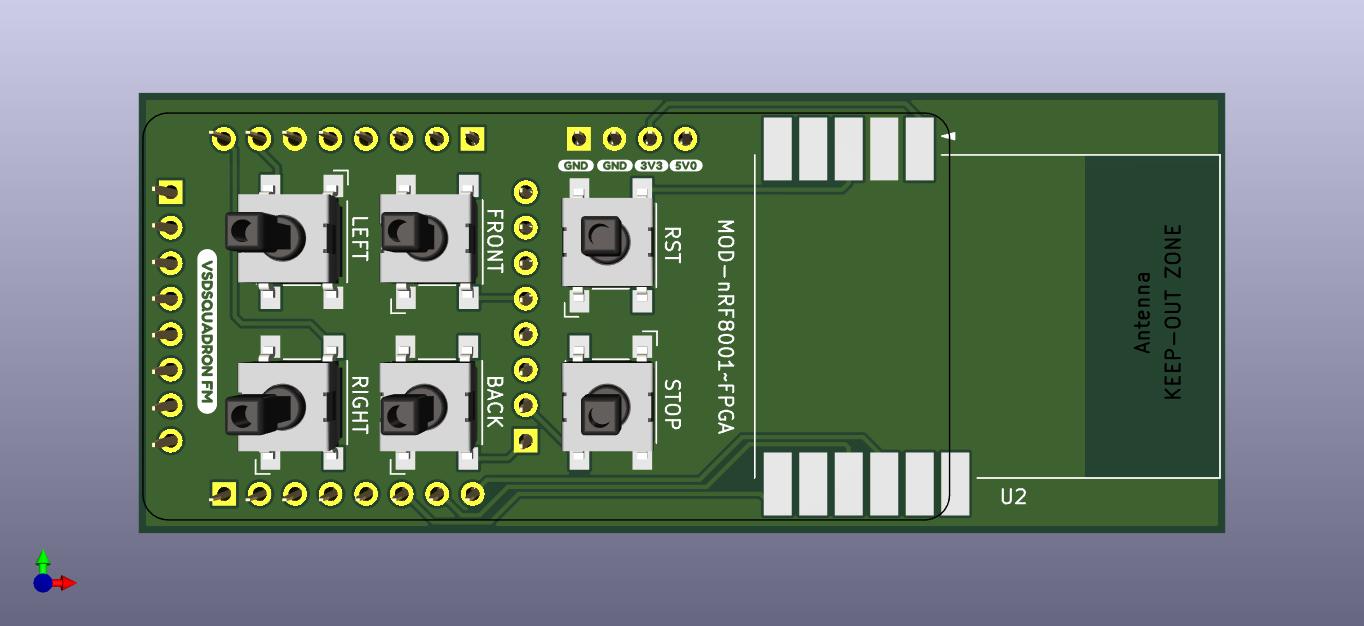 GND GND 3V3 5V0
LEFT
FRONT
RST
VSDSQUADRON FM
MOD-nRF8001~FPGA
Antenna
KEEP-OUT ZONE
RIGHT
BACK
STOP
U2